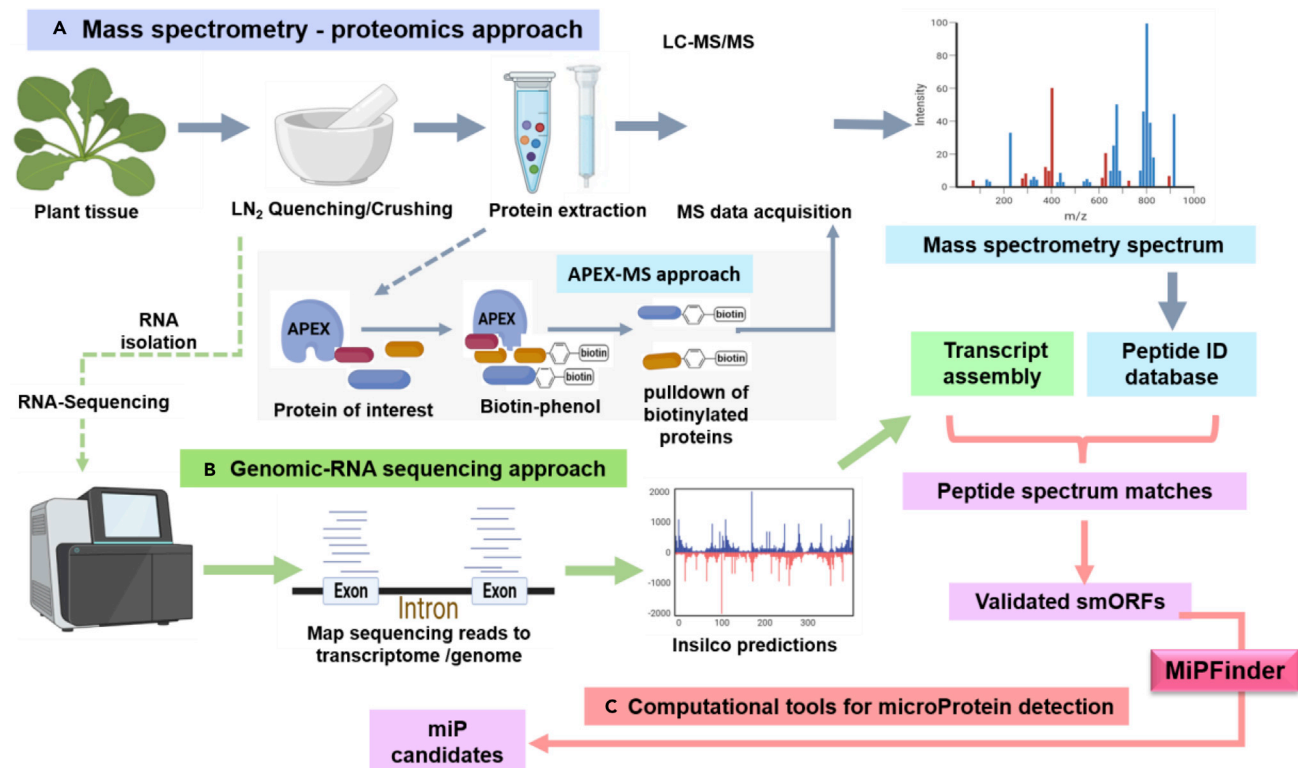 A Mass spectrometry - proteomics approach
LC-MS/MS
Plant tissue
LN₂ Quenching/Crushing
Protein extraction
MS data acquisition
Intensity
100
80
60
40
20
0
200
400
600
800
1000
m/z
Mass spectrometry spectrum
APEX-MS approach
APEX
APEX
biotin
biotin
biotin
biotin
Protein of interest
Biotin-phenol
pulldown of
biotinylated
proteins
RNA
isolation
RNA-Sequencing
Transcript
assembly
Peptide ID
database
B Genomic-RNA sequencing approach
Exon
Intron
Exon
Map sequencing reads to
transcriptome /genome
2000
1000
0
-1000
-2000
0
100
200
300
Insilco predictions
Peptide spectrum matches
Validated smORFs
MiPFinder
C Computational tools for microProtein detection
miP
candidates